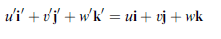 u′i′ + v′j′ + w′k′ = ui + vj + wk